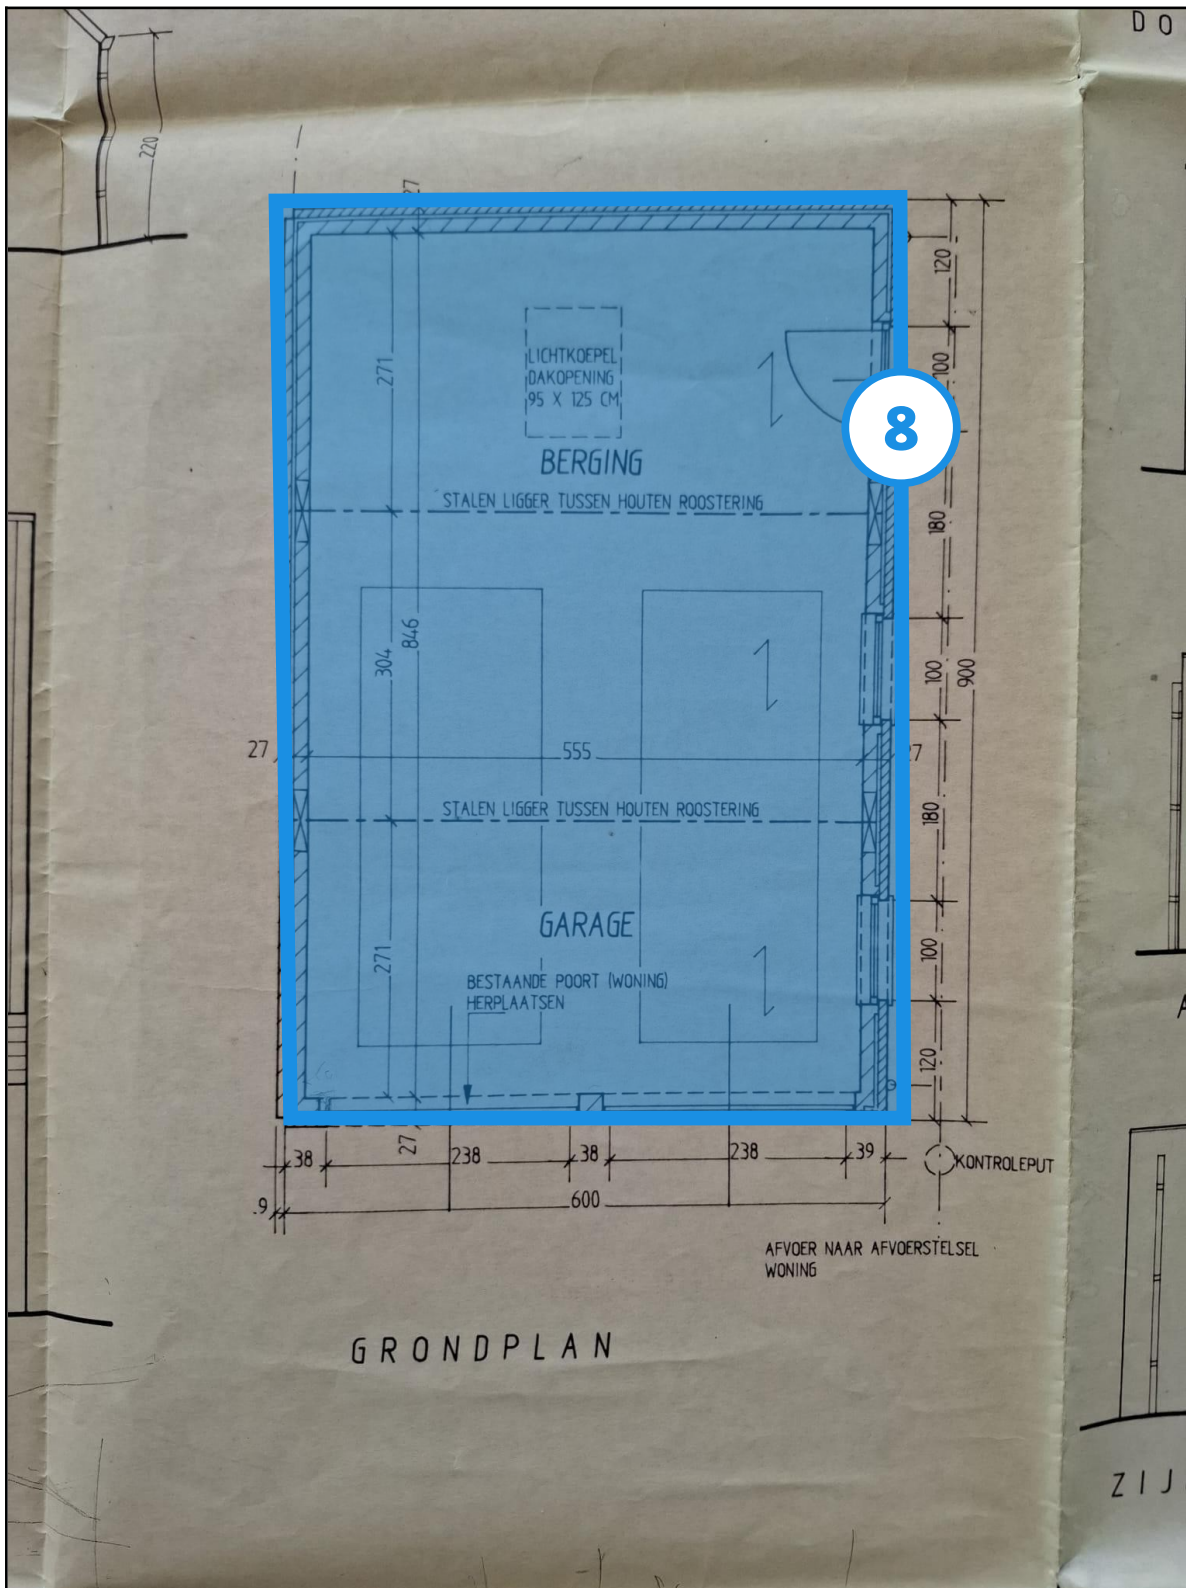 DO
220
27
120
271
100
LICHTKOEPEL
DAKOPENING
95 X 125 CM
8
BERGING
STALEN LIGGER TUSSEN HOUTEN ROOSTERING
180
304
846
100
900
27
555
27
STALEN LIGGER TUSSEN HOUTEN ROOSTERING
180
GARAGE
271
100
BESTAANDE POORT (WONING)
HERPLAATSEN
120
38
27
238
38
238
39
KONTROLEPUT
9
600
AFVOER NAAR AFVOERSTELSEL
WONING
GRONDPLAN
A
ZIJ